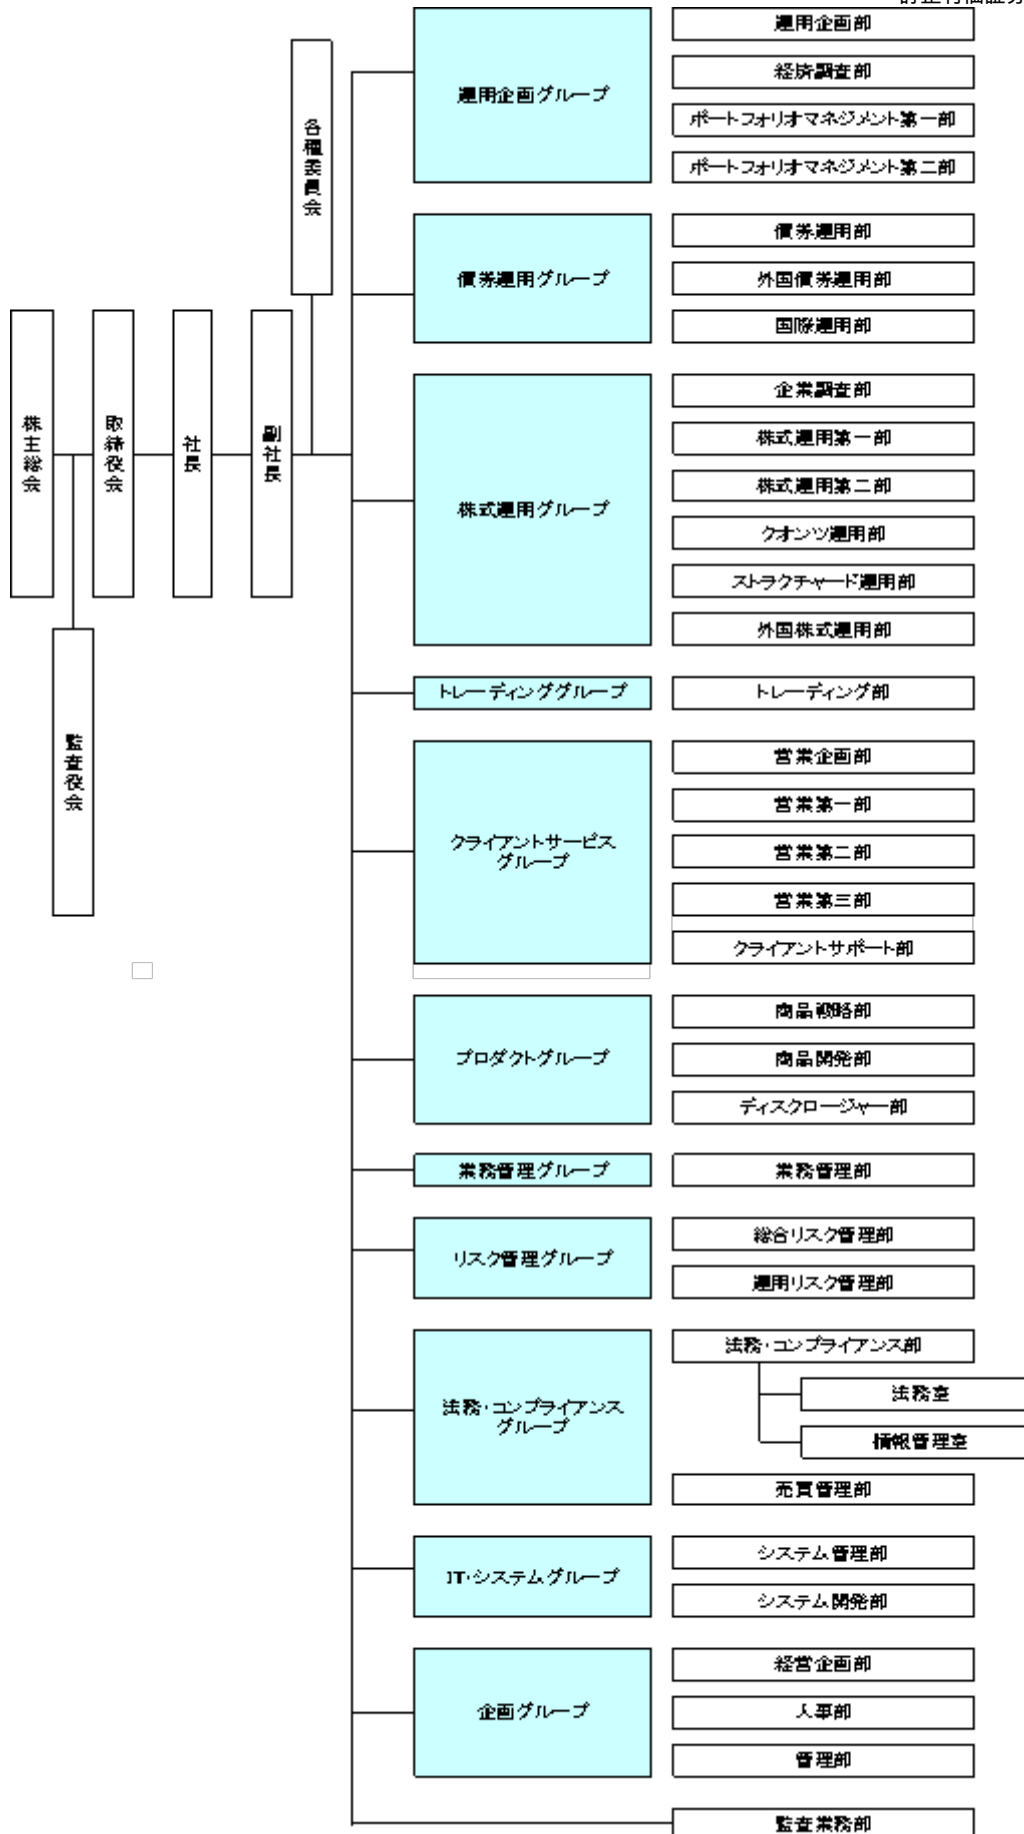 各種委員会
株主総会
取締役会
社長
副社長
監査役会
運用企画グループ
運用企画部
経済調査部
ポートフォリオマネジメント第一部
ポートフォリオマネジメント第二部
債券運用グループ
債券運用部
外国債券運用部
国際運用部
株式運用グループ
企業調査部
株式運用第一部
株式運用第二部
クオンツ運用部
ストラクチャード運用部
外国株式運用部
トレーディンググループ
トレーディング部
クライアントサービス
グループ
営業企画部
営業第一部
営業第二部
営業第三部
クライアントサポート部
プロダクトグループ
商品戦略部
商品開発部
ディスクロージャー部
業務管理グループ
業務管理部
リスク管理グループ
総合リスク管理部
運用リスク管理部
法務・コンプライアンス
グループ
法務・コンプライアンス部
法務室
情報管理室
売買管理部
IT・システムグループ
システム管理部
システム開発部
企画グループ
経営企画部
人事部
管理部
監査業務部